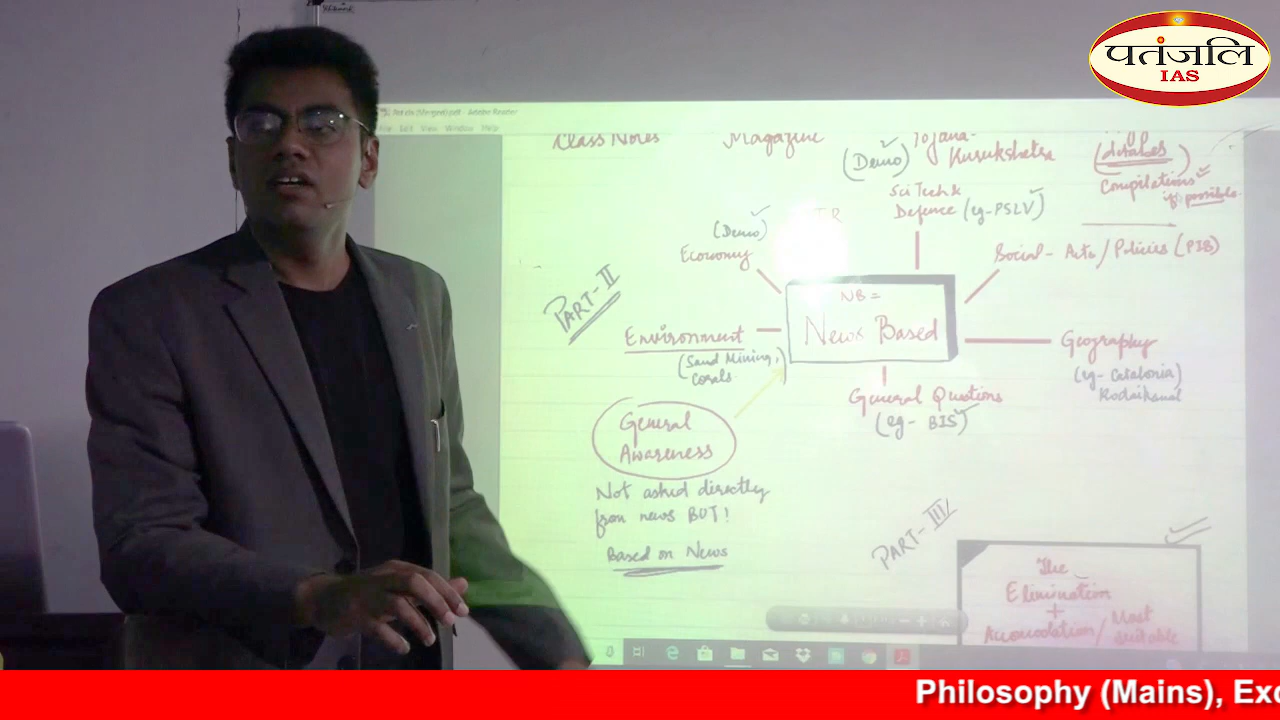 पतंजलि
IAS
Class Notes
Magazine
(Demo)
Kurukshetra
Compilations
if possible
Sci Tech &
Defence (eg-PSLV)
(Demo)
Economy
Social - Acts / Policies (PIB)
PART-II
NB =
News Based
Environment
(Sand Mining,
Corals
Geography
(eg- Catalonia)
Kodaikanal
General Questions
(eg- BIS)
General
Awareness
Not asked directly
from news BUT!
Based on News
PART-III
The
Elimination
+
Accomodation/ Most
suitable
Philosophy (Mains), Exc